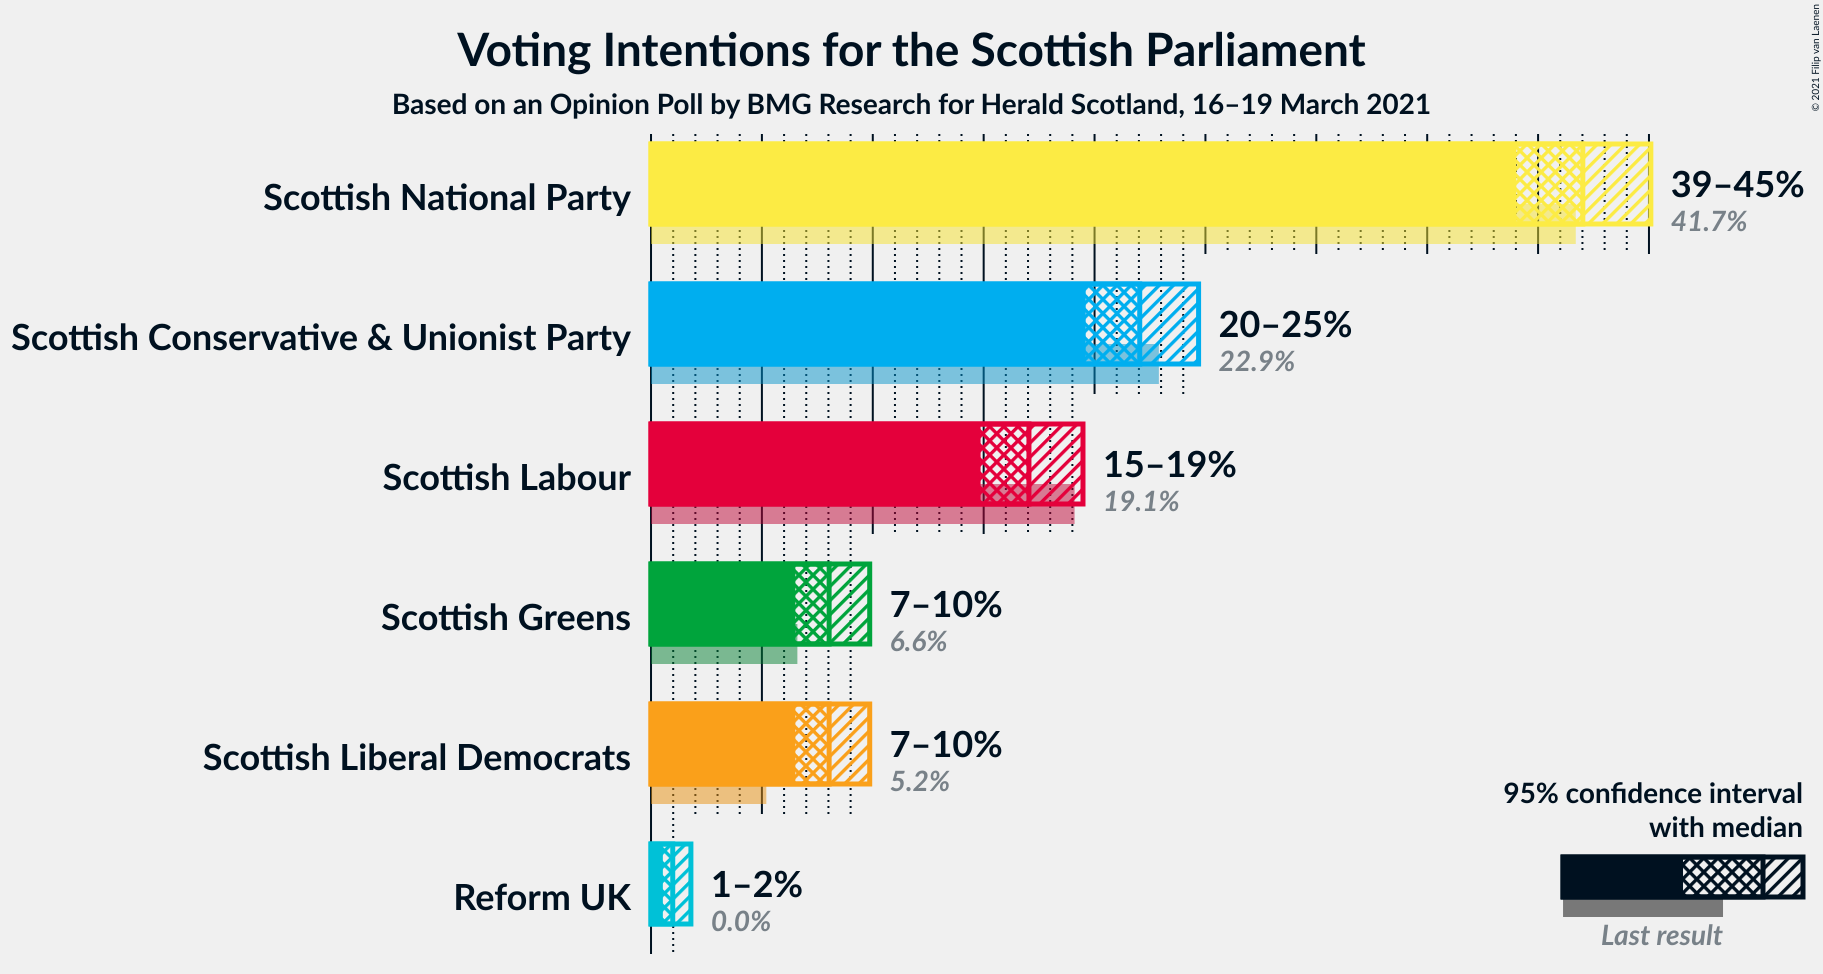 Voting Intentions for the Scottish Parliament
Based on an Opinion Poll by BMG Research for Herald Scotland, 16–19 March 2021
© 2021 Filip van Laenen
Scottish National Party
39–45%
41.7%
Scottish Conservative & Unionist Party
20–25%
22.9%
Scottish Labour
15–19%
19.1%
Scottish Greens
7–10%
6.6%
Scottish Liberal Democrats
7–10%
5.2%
Reform UK
1–2%
0.0%
95% confidence interval
with median
Last result